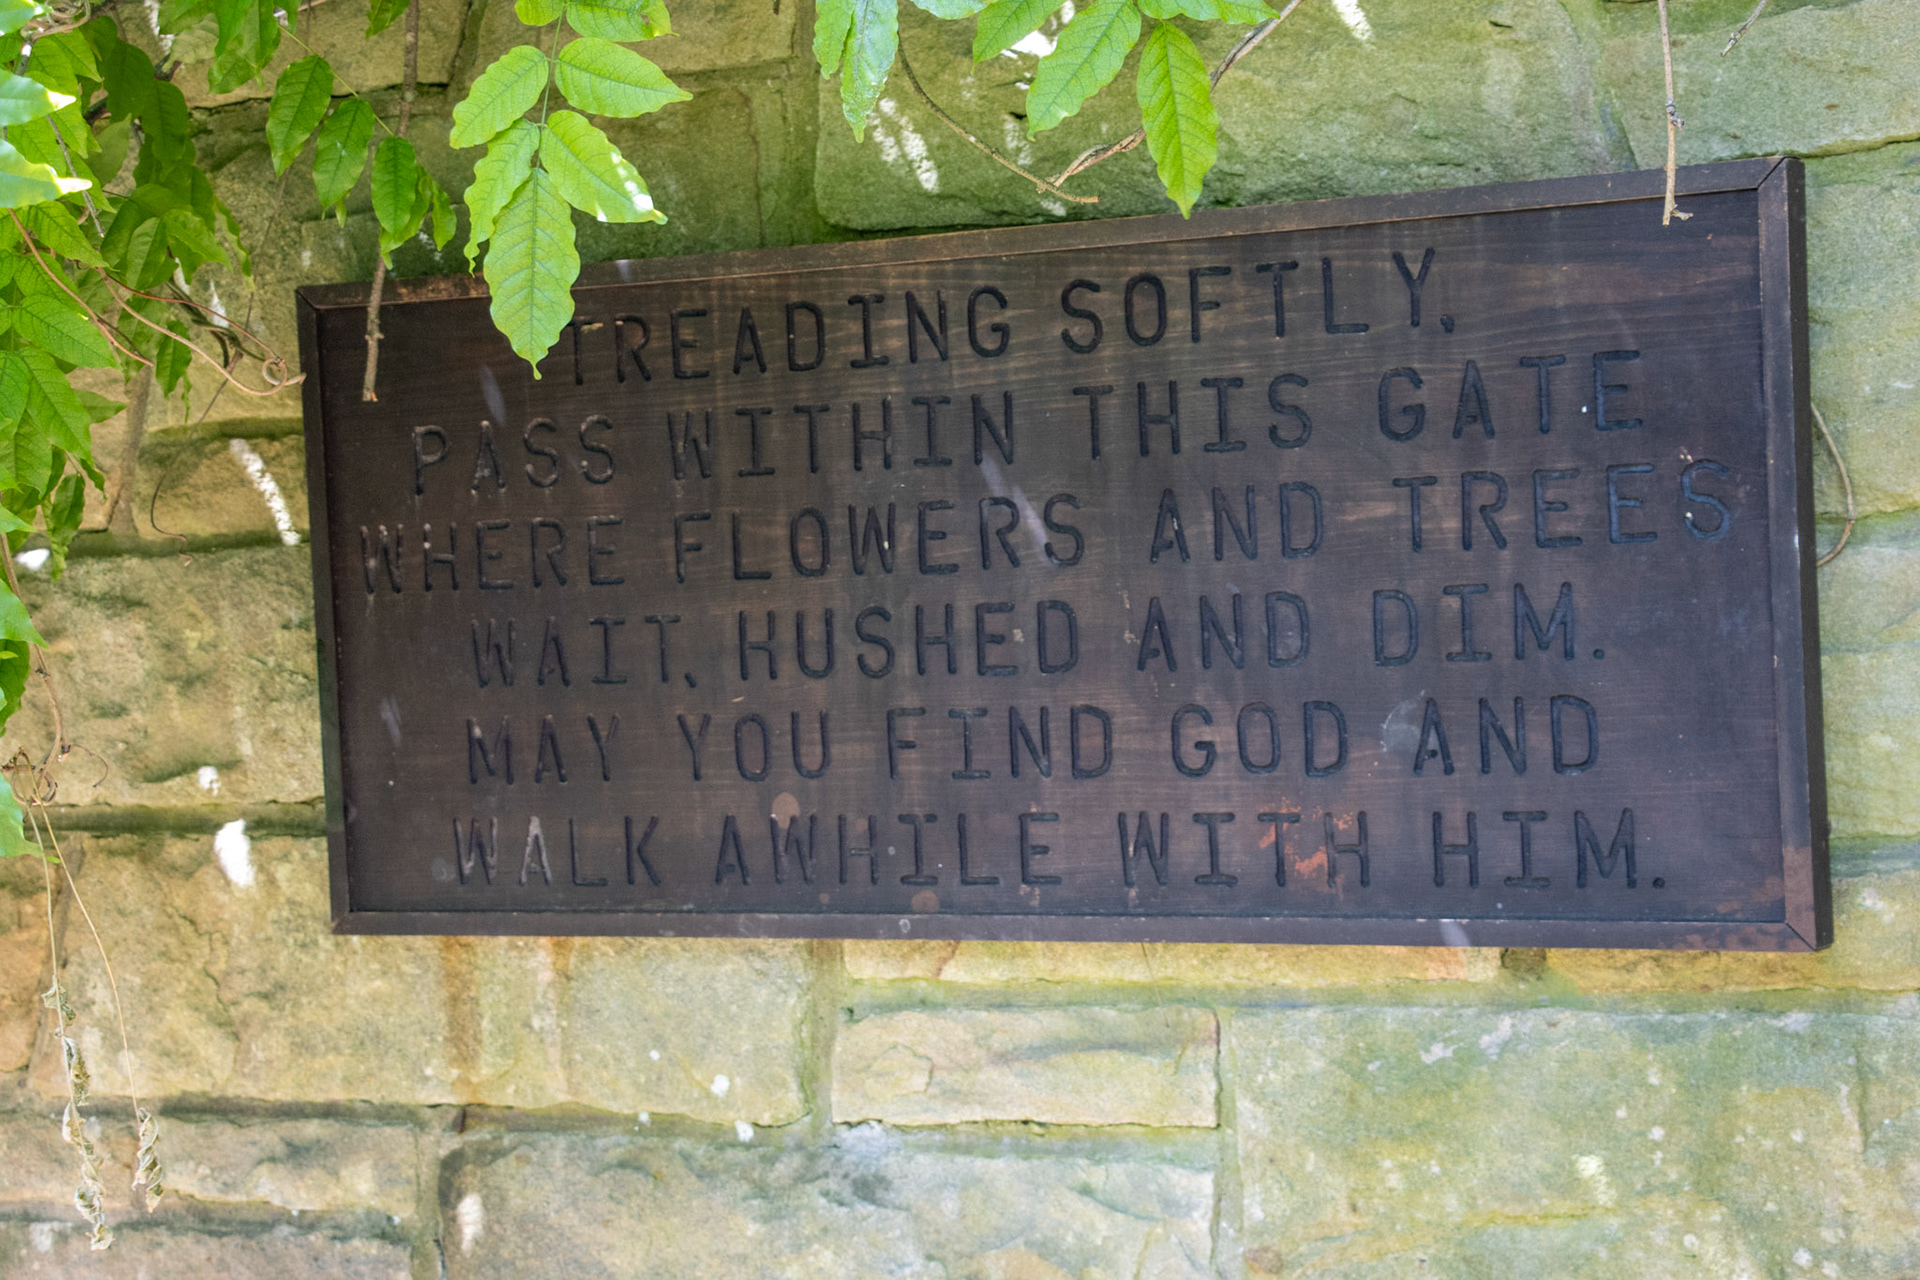 TREADING SOFTLY,
PASS WITHIN THIS GATE
WHERE FLOWERS AND TREES
WAIT, HUSHED AND DIM.
MAY YOU FIND GOD AND
WALK AWHILE WITH HIM.